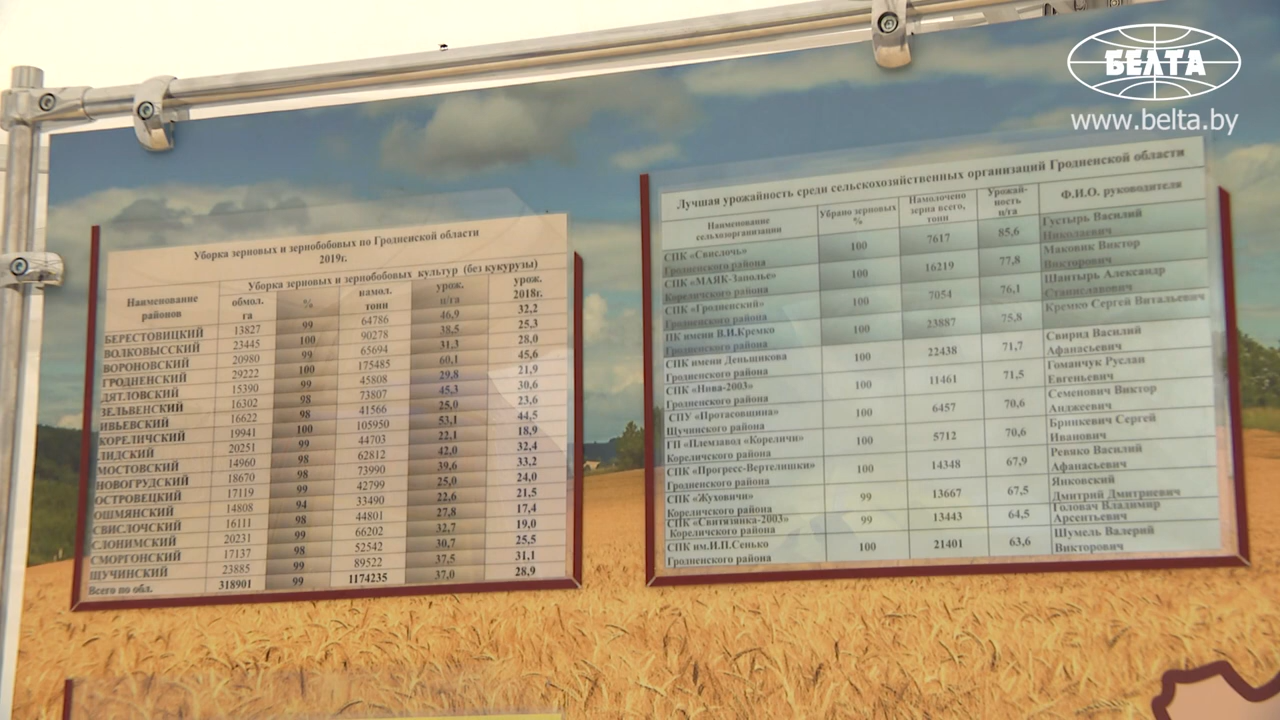 БЕЛТА
www.belta.by
Уборка зерновых и зернобобовых по Гродненской области
2019г.
Наименование районов Уборка зерновых и зернобобовых культур (без кукурузы)
обмол. га % намол. тонн урож. ц/га урож. 2018г.
БЕРЕСТОВИЦКИЙ 13827 99 64786 46,9 32,2
ВОЛКОВЫССКИЙ 23445 100 90278 38,5 25,3
ВОРОНОВСКИЙ 20980 99 65694 31,3 28,0
ГРОДНЕНСКИЙ 29222 100 175485 60,1 45,6
ДЯТЛОВСКИЙ 15390 99 45808 29,8 21,9
ЗЕЛЬВЕНСКИЙ 16302 98 73807 45,3 30,6
ИВЬЕВСКИЙ 16622 98 41566 25,0 23,6
КОРЕЛИЧСКИЙ 19941 100 105950 53,1 44,5
ЛИДСКИЙ 20251 99 44703 22,1 18,9
МОСТОВСКИЙ 14960 98 62812 42,0 32,4
НОВОГРУДСКИЙ 18670 98 73990 39,6 33,2
ОСТРОВЕЦКИЙ 17119 99 42799 25,0 24,0
ОШМЯНСКИЙ 14808 94 33490 22,6 21,5
СВИСЛОЧСКИЙ 16111 98 44801 27,8 17,4
СЛОНИМСКИЙ 20231 99 66202 32,7 19,0
СМОРГОНСКИЙ 17137 98 52542 30,7 25,5
ЩУЧИНСКИЙ 23885 99 89522 37,5 31,1
Всего по обл. 318901 99 1174235 37,0 28,9
Лучшая урожайность среди сельскохозяйственных организаций Гродненской области
Наименование сельхозорганизации Убрано зерновых % Намолочено зерна всего, тонн Урожай-ность ц/га Ф.И.О. руководителя
СПК «Свислочь» Гродненского района 100 7617 85,6 Густырь Василий Николаевич
СПК «МАЯК-Заполье» Кореличского района 100 16219 77,8 Маковик Виктор Викторович
СПК «Гродненский» Гродненского района 100 7054 76,1 Шантырь Александр Станиславович
ПК имени В.И.Кремко Гродненского района 100 23887 75,8 Кремко Сергей Витальевич
СПК имени Деньщикова Гродненского района 100 22438 71,7 Свирид Василий Афанасьевич
СПК «Нива-2003» Гродненского района 100 11461 71,5 Гоманчук Руслан Евгеньевич
СПУ «Протасовщина» Щучинского района 100 6457 70,6 Семенович Виктор Анджеевич
ГП «Племзавод «Кореличи» Кореличского района 100 5712 70,6 Бринкевич Сергей Иванович
СПК «Прогресс-Вертелишки» Гродненского района 100 14348 67,9 Ревяко Василий Афанасьевич
СПК «Жуховичи» Кореличского района 99 13667 67,5 Янковский Дмитрий Дмитриевич
СПК «Свитязянка-2003» Кореличского района 99 13443 64,5 Головач Владимир Арсентьевич
СПК им.И.П.Сенько Гродненского района 100 21401 63,6 Шумель Валерий Викторович